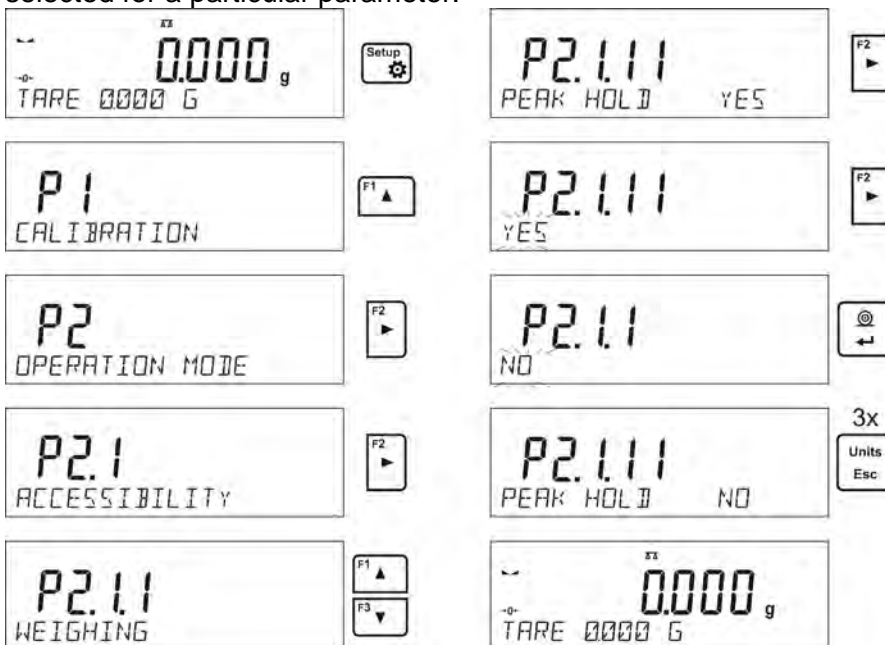 selected for a particular parameter.
0.000 g
TARE 0000 G
Setup
P1
CALIBRATION
F1
P2
OPERATION MODE
F2
P2.1
ACCESSIBILITY
F2
P2.1.1
WEIGHING
F1
F3
P2.1.11
PEAK HOLD YES
F2
P2.1.11
YES
F2
P2.1.1
NO
P2.1.11
PEAK HOLD NO
3x
Units
Esc
0.000 g
TARE 0000 G